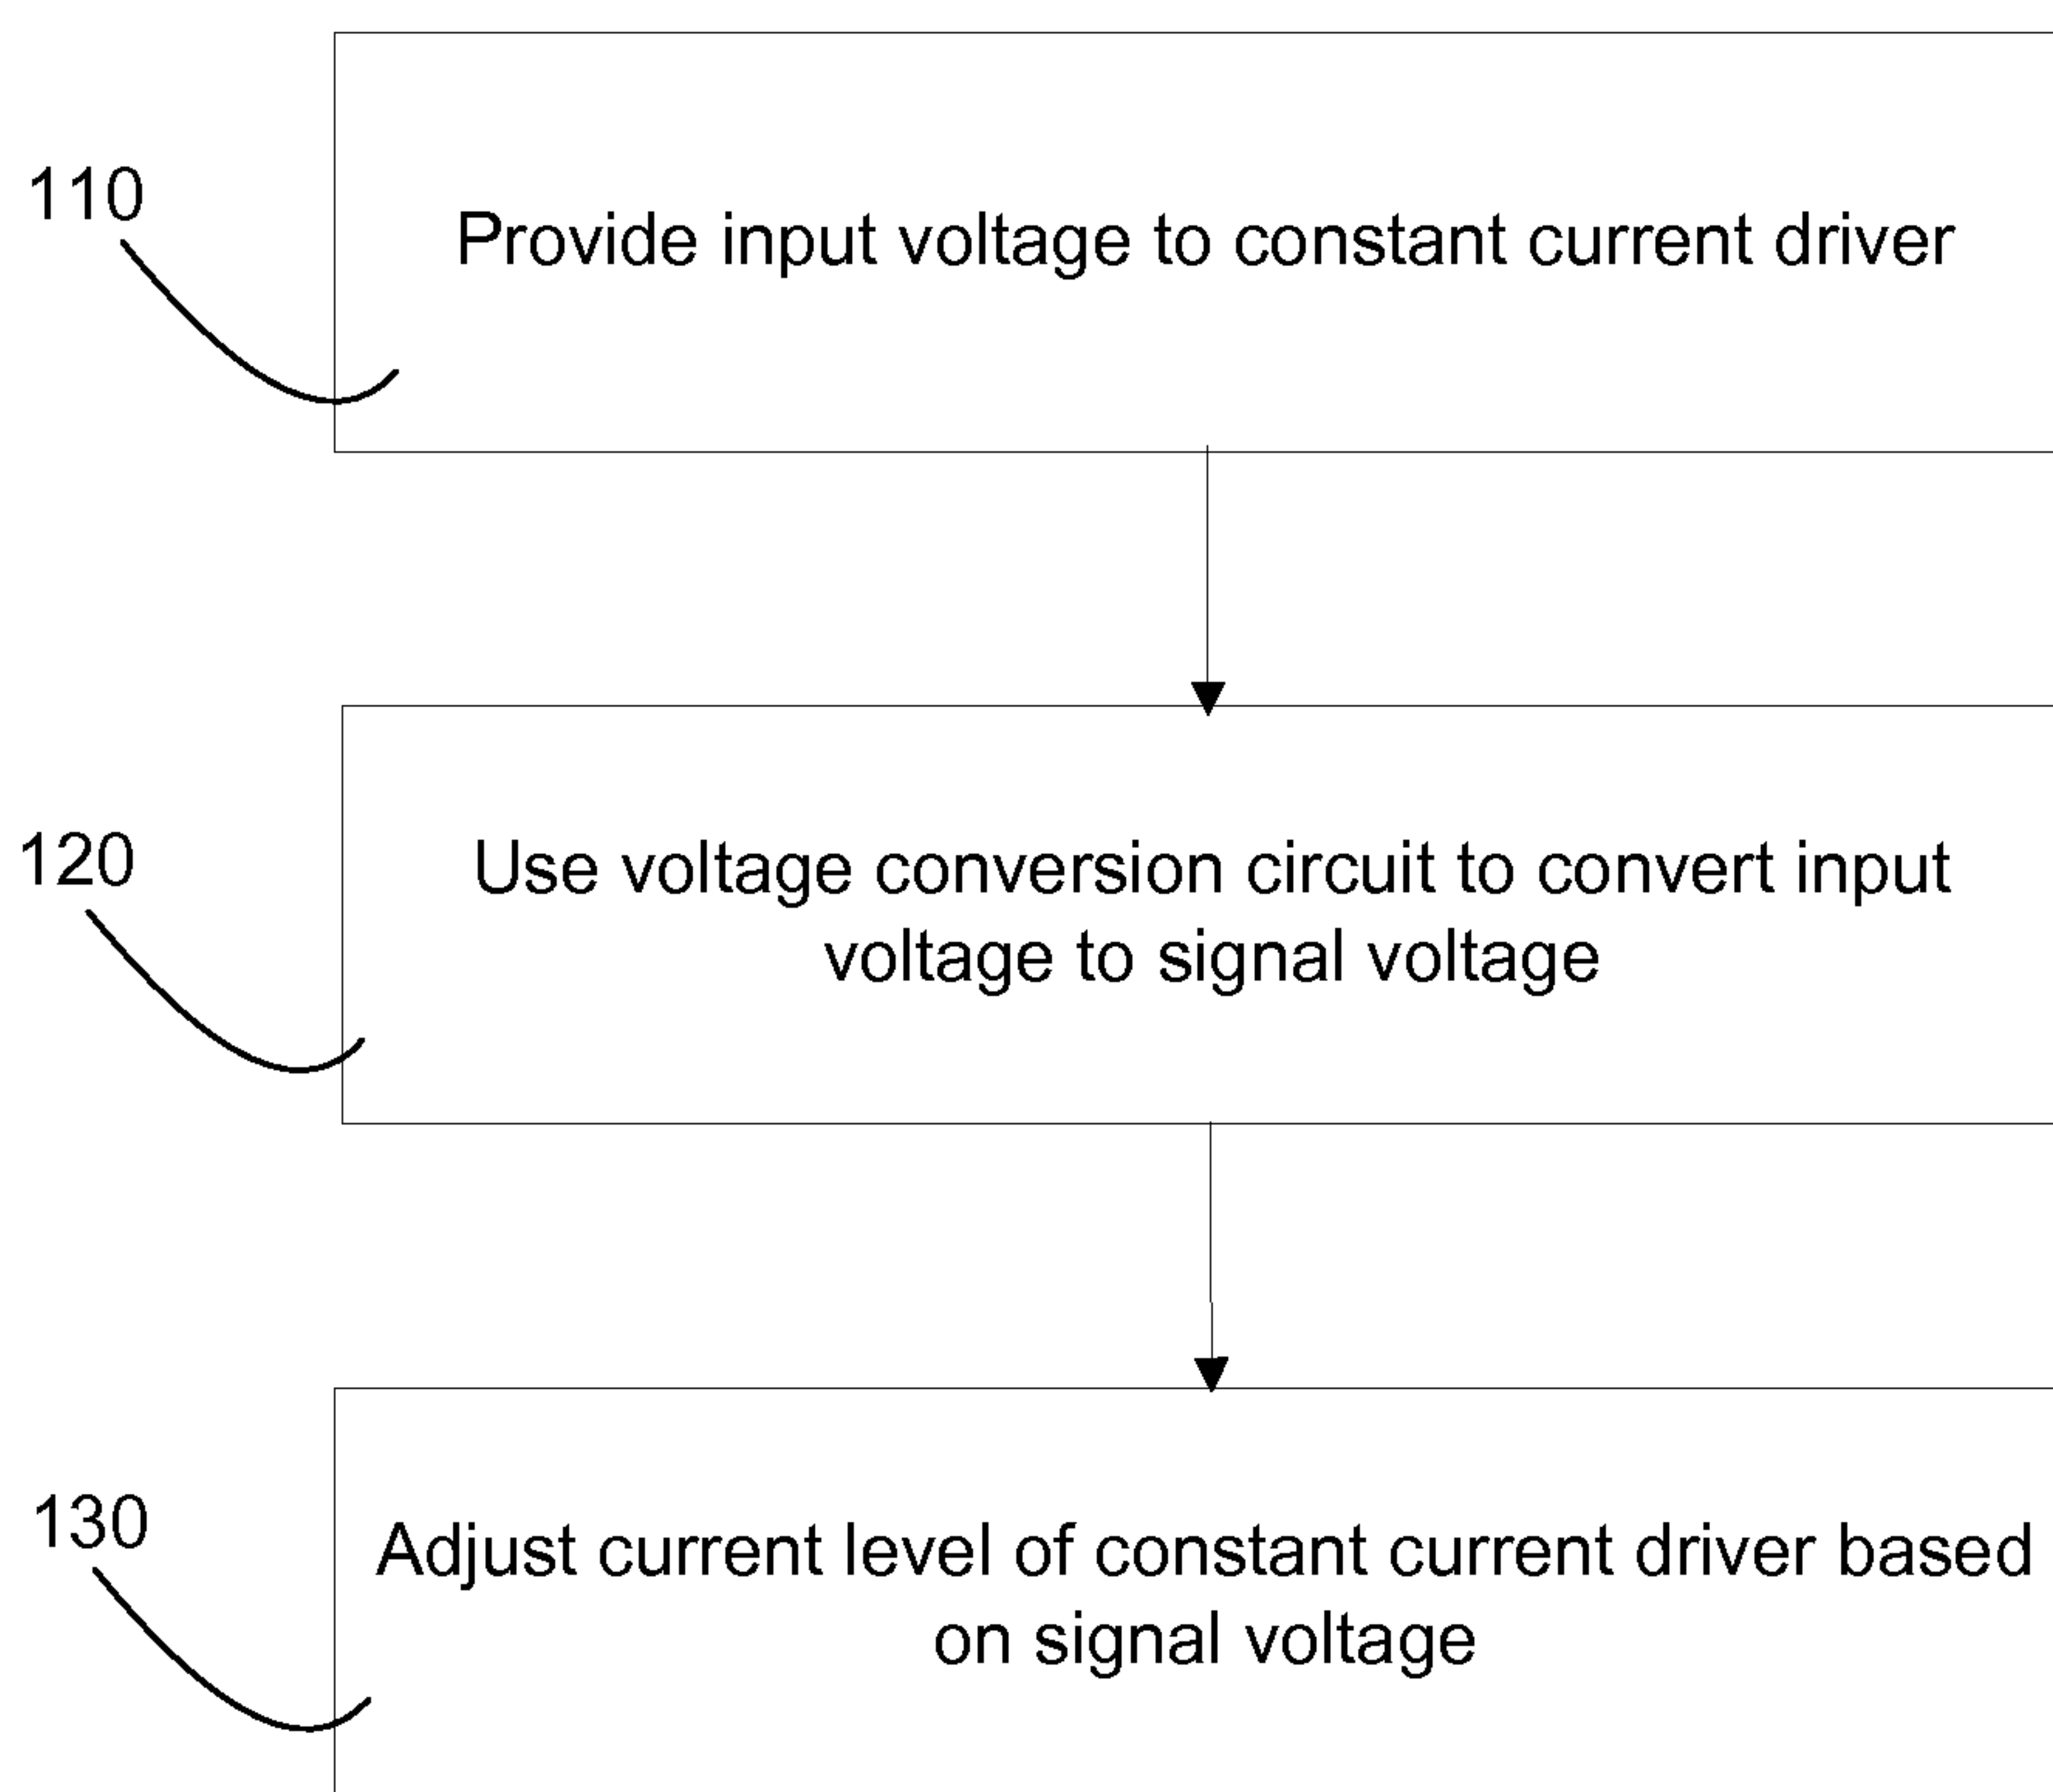 110
Provide input voltage to constant current driver
120
Use voltage conversion circuit to convert input
voltage to signal voltage
130
Adjust current level of constant current driver based
on signal voltage